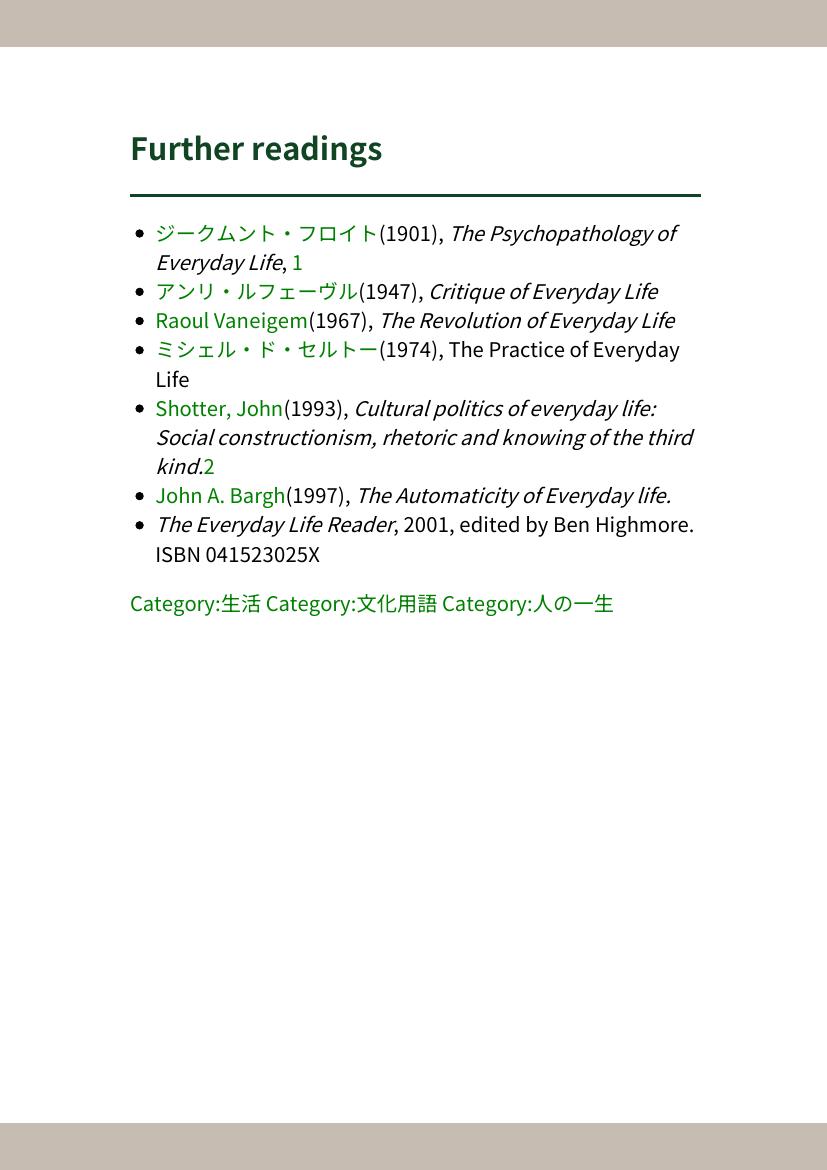 Further readings
ジークムント・フロイト(1901), The Psychopathology of
Everyday Life, 1
アンリ・ルフェーヴル(1947), Critique of Everyday Life
Raoul Vaneigem(1967), The Revolution of Everyday Life
ミシェル・ド・セルトー(1974), The Practice of Everyday
Life
Shotter, John(1993), Cultural politics of everyday life:
Social constructionism, rhetoric and knowing of the third
kind.2
John A. Bargh(1997), The Automaticity of Everyday life.
The Everyday Life Reader, 2001, edited by Ben Highmore.
ISBN 041523025X
Category:生活 Category:文化用語 Category:人の一生